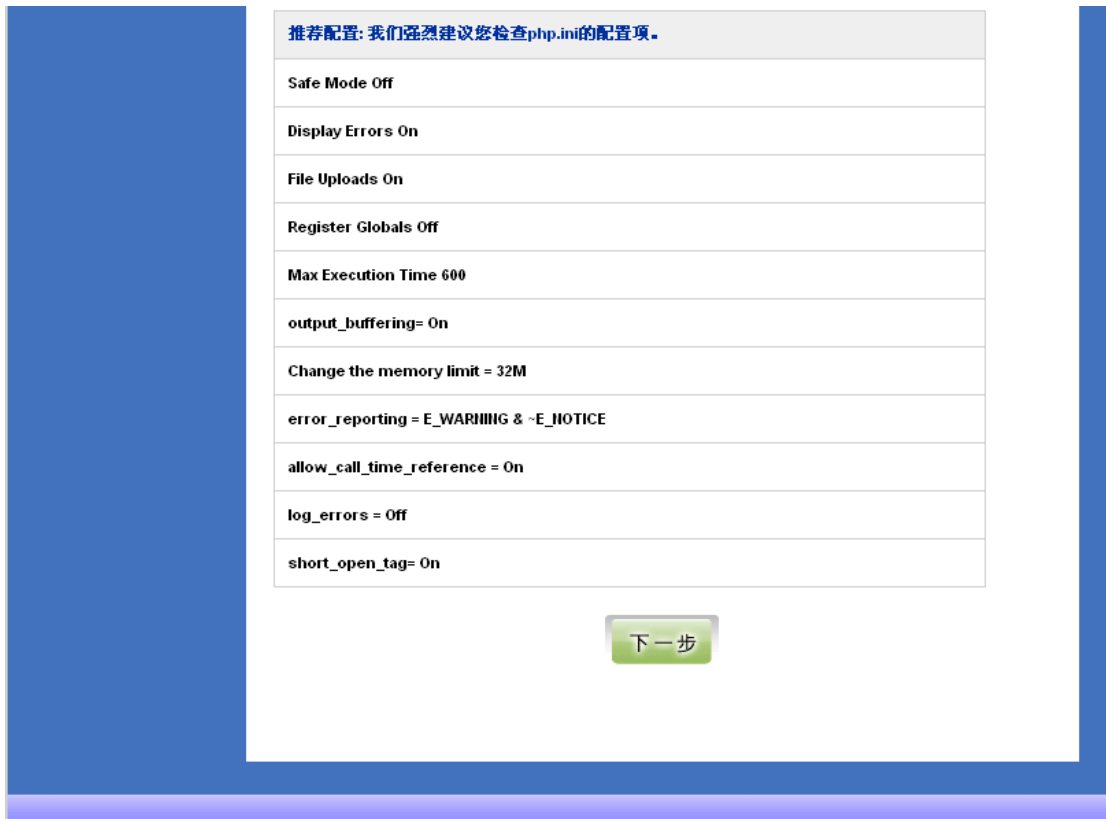 推荐配置: 我们强烈建议您检查php.ini的配置项。
Safe Mode Off
Display Errors On
File Uploads On
Register Globals Off
Max Execution Time 600
output_buffering= On
Change the memory limit = 32M
error_reporting = E_WARNING & ~E_NOTICE
allow_call_time_reference = On
log_errors = Off
short_open_tag= On
下一步